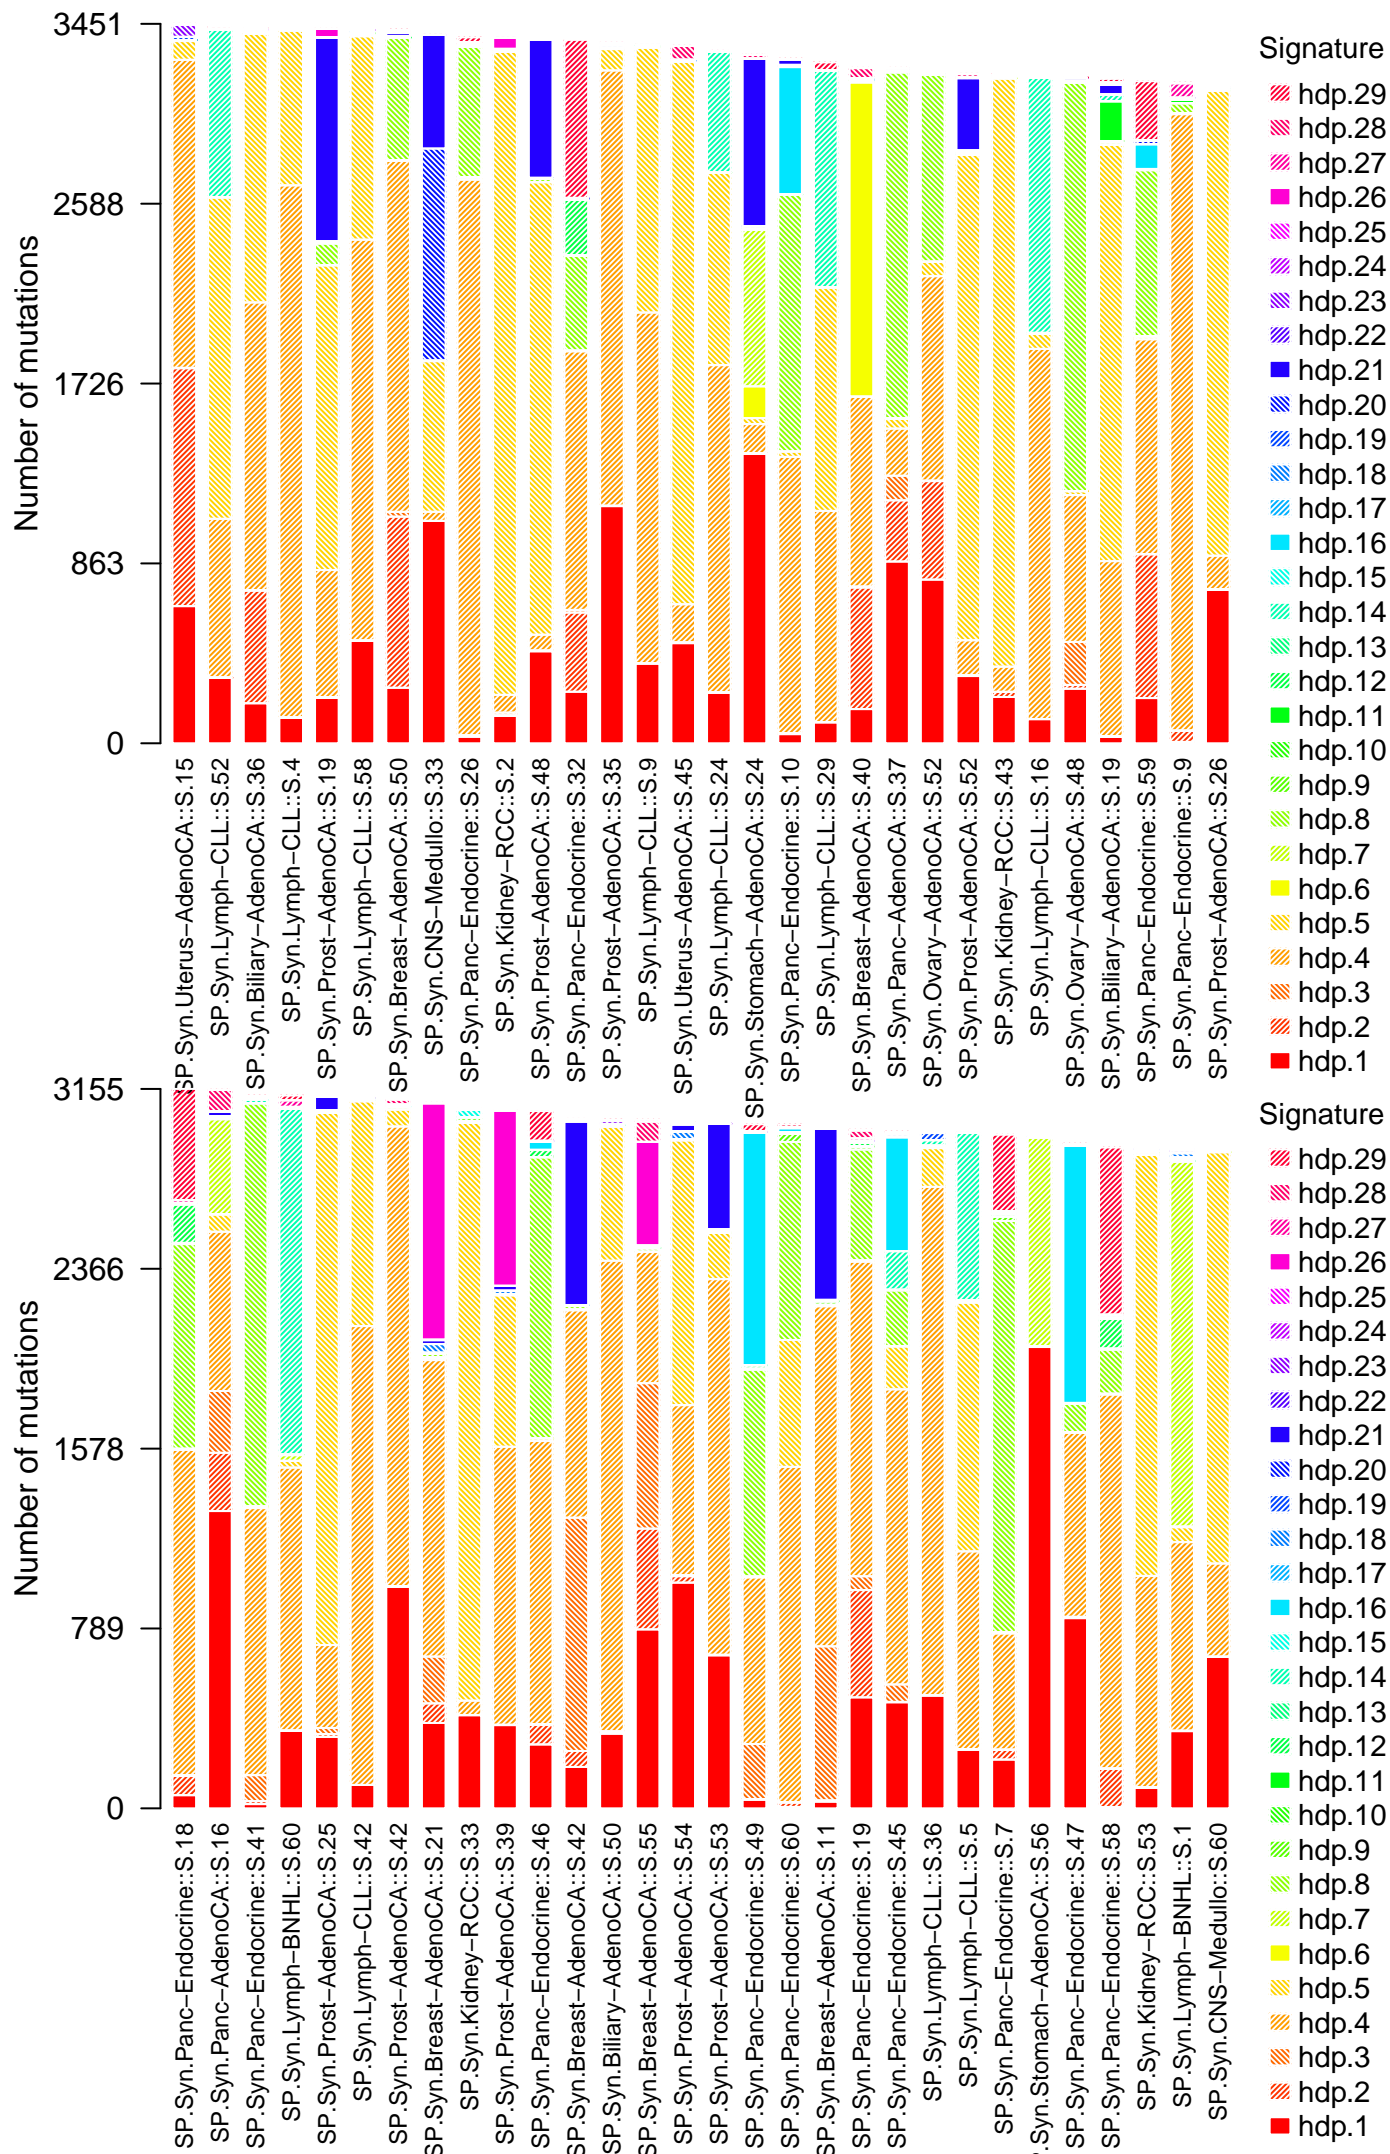 Number of mutations
3451
2588
1726
863
0
SP.Syn.Uterus−AdenoCA::S.15
SP.Syn.Lymph−CLL::S.52
SP.Syn.Biliary−AdenoCA::S.36
SP.Syn.Lymph−CLL::S.4
SP.Syn.Prost−AdenoCA::S.19
SP.Syn.Lymph−CLL::S.58
SP.Syn.Breast−AdenoCA::S.50
SP.Syn.CNS−Medullo::S.33
SP.Syn.Panc−Endocrine::S.26
SP.Syn.Kidney−RCC::S.2
SP.Syn.Prost−AdenoCA::S.48
SP.Syn.Panc−Endocrine::S.32
SP.Syn.Prost−AdenoCA::S.35
SP.Syn.Lymph−CLL::S.9
SP.Syn.Uterus−AdenoCA::S.45
SP.Syn.Lymph−CLL::S.24
SP.Syn.Stomach−AdenoCA::S.24
SP.Syn.Panc−Endocrine::S.10
SP.Syn.Lymph−CLL::S.29
SP.Syn.Breast−AdenoCA::S.40
SP.Syn.Panc−AdenoCA::S.37
SP.Syn.Ovary−AdenoCA::S.52
SP.Syn.Prost−AdenoCA::S.52
SP.Syn.Kidney−RCC::S.43
SP.Syn.Lymph−CLL::S.16
SP.Syn.Ovary−AdenoCA::S.48
SP.Syn.Biliary−AdenoCA::S.19
SP.Syn.Panc−Endocrine::S.59
SP.Syn.Panc−Endocrine::S.9
SP.Syn.Prost−AdenoCA::S.26
Signature
hdp.29
hdp.28
hdp.27
hdp.26
hdp.25
hdp.24
hdp.23
hdp.22
hdp.21
hdp.20
hdp.19
hdp.18
hdp.17
hdp.16
hdp.15
hdp.14
hdp.13
hdp.12
hdp.11
hdp.10
hdp.9
hdp.8
hdp.7
hdp.6
hdp.5
hdp.4
hdp.3
hdp.2
hdp.1
Number of mutations
3155
2366
1578
789
0
SP.Syn.Panc−Endocrine::S.18
SP.Syn.Panc−AdenoCA::S.16
SP.Syn.Panc−Endocrine::S.41
SP.Syn.Lymph−BNHL::S.60
SP.Syn.Prost−AdenoCA::S.25
SP.Syn.Lymph−CLL::S.42
SP.Syn.Prost−AdenoCA::S.42
SP.Syn.Breast−AdenoCA::S.21
SP.Syn.Kidney−RCC::S.33
SP.Syn.Prost−AdenoCA::S.39
SP.Syn.Panc−Endocrine::S.46
SP.Syn.Breast−AdenoCA::S.42
SP.Syn.Biliary−AdenoCA::S.50
SP.Syn.Breast−AdenoCA::S.55
SP.Syn.Prost−AdenoCA::S.54
SP.Syn.Prost−AdenoCA::S.53
SP.Syn.Panc−Endocrine::S.49
SP.Syn.Panc−Endocrine::S.60
SP.Syn.Breast−AdenoCA::S.11
SP.Syn.Panc−Endocrine::S.19
SP.Syn.Panc−Endocrine::S.45
SP.Syn.Lymph−CLL::S.36
SP.Syn.Lymph−CLL::S.5
SP.Syn.Panc−Endocrine::S.7
SP.Syn.Stomach−AdenoCA::S.56
SP.Syn.Panc−Endocrine::S.47
SP.Syn.Panc−Endocrine::S.58
SP.Syn.Kidney−RCC::S.53
SP.Syn.Lymph−BNHL::S.1
SP.Syn.CNS−Medullo::S.60
Signature
hdp.29
hdp.28
hdp.27
hdp.26
hdp.25
hdp.24
hdp.23
hdp.22
hdp.21
hdp.20
hdp.19
hdp.18
hdp.17
hdp.16
hdp.15
hdp.14
hdp.13
hdp.12
hdp.11
hdp.10
hdp.9
hdp.8
hdp.7
hdp.6
hdp.5
hdp.4
hdp.3
hdp.2
hdp.1